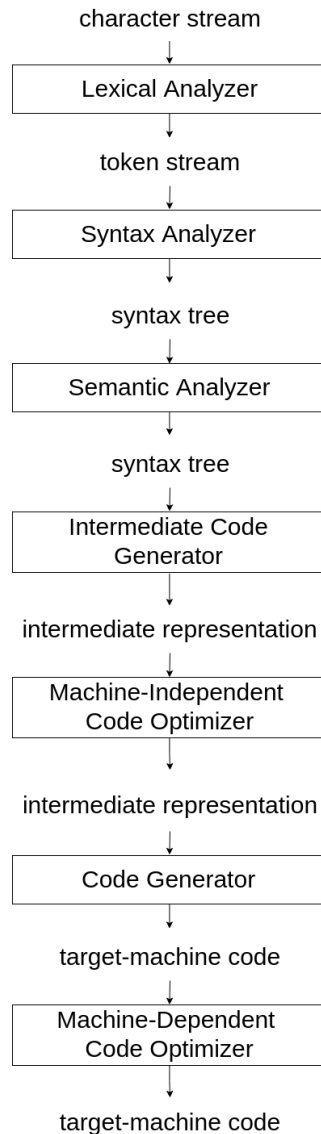 character stream
Lexical Analyzer
token stream
Syntax Analyzer
syntax tree
Semantic Analyzer
syntax tree
Intermediate Code
Generator
intermediate representation
Machine-Independent
Code Optimizer
intermediate representation
Code Generator
target-machine code
Machine-Dependent
Code Optimizer
target-machine code